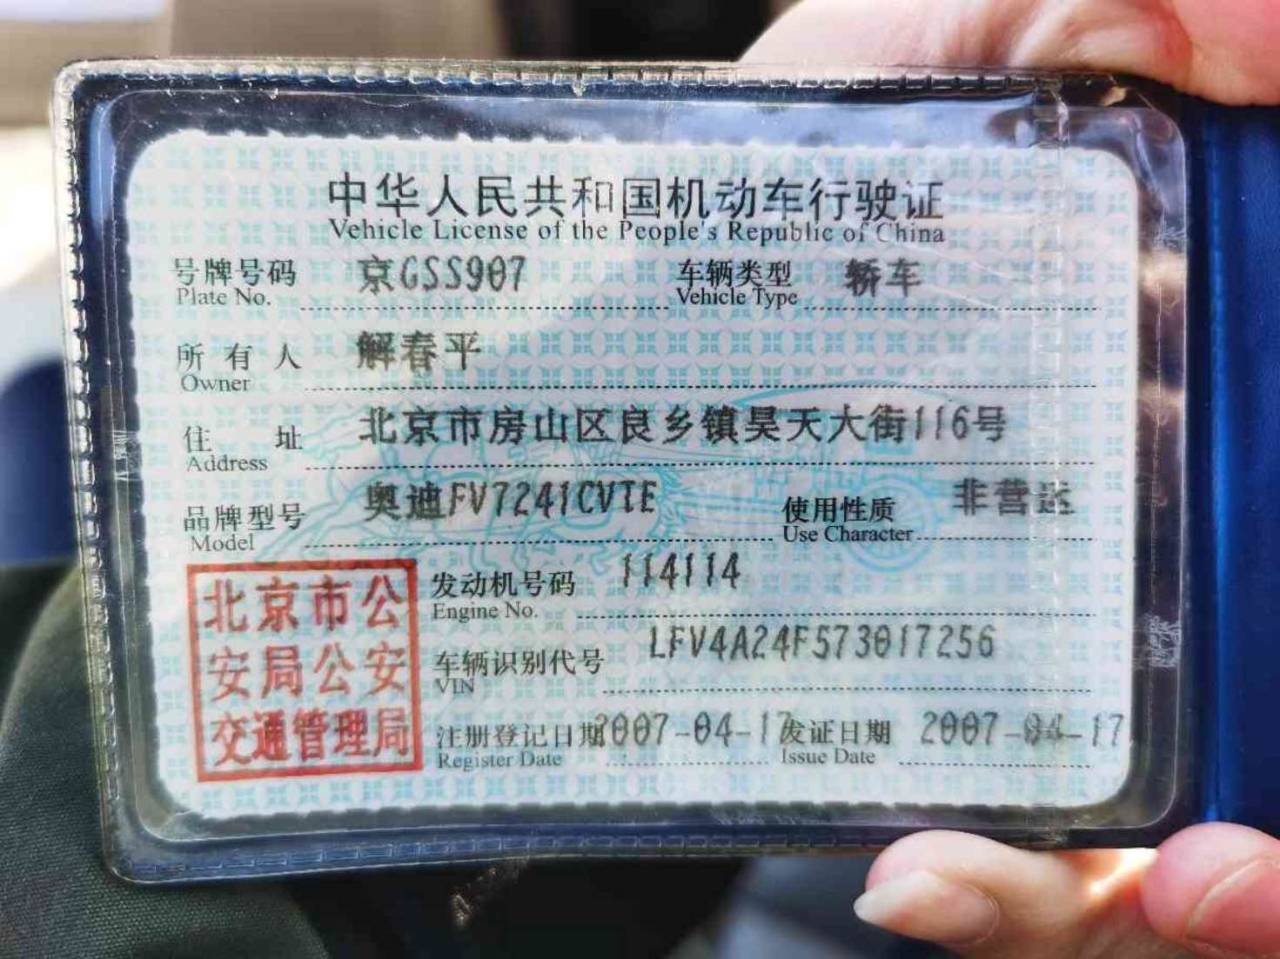 中华人民共和国机动车行驶证
Vehicle License of the People's Republic of China
号牌号码 京GSS907 车辆类型 轿车
Plate No. Vehicle Type
所有人 解春平
Owner
住址 北京市房山区良乡镇昊天大街116号
Address
品牌型号 奥迪FV7241CVTE 使用性质 非营运
Model Use Character
发动机号码 114114
Engine No.
车辆识别代号 LFV4A24F573017256
VIN
注册登记日期 2007-04-17 发证日期 2007-04-17
Register Date Issue Date
北京市公
安局公安
交通管理局